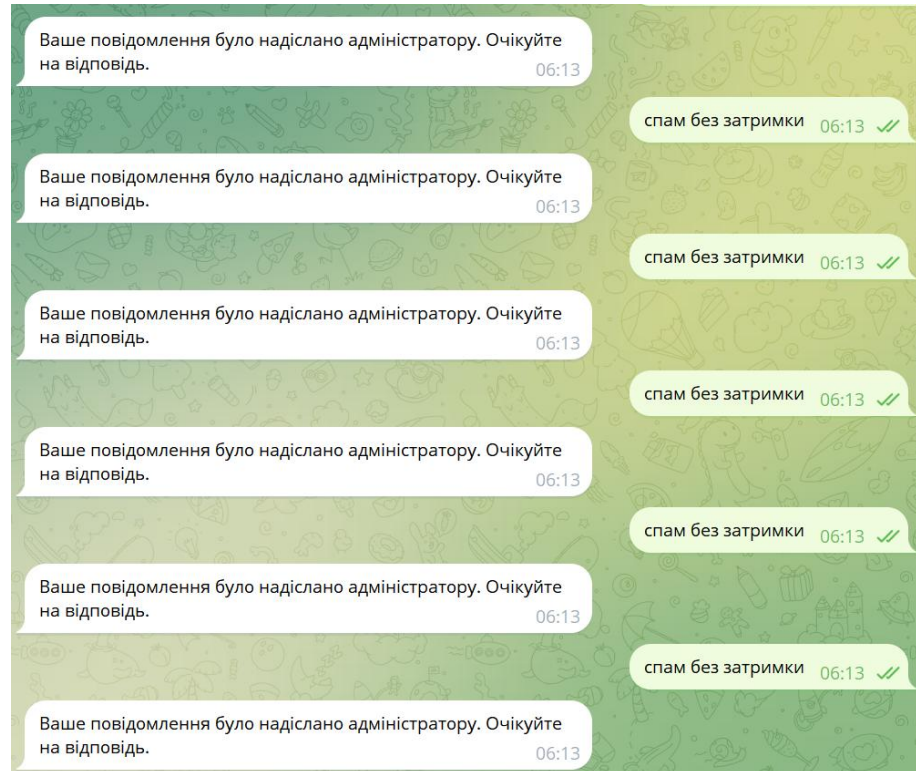 Ваше повідомлення було надіслано адміністратору. Очікуйте
на відповідь.
06:13
спам без затримки 06:13
Ваше повідомлення було надіслано адміністратору. Очікуйте
на відповідь.
06:13
спам без затримки 06:13
Ваше повідомлення було надіслано адміністратору. Очікуйте
на відповідь.
06:13
спам без затримки 06:13
Ваше повідомлення було надіслано адміністратору. Очікуйте
на відповідь.
06:13
спам без затримки 06:13
Ваше повідомлення було надіслано адміністратору. Очікуйте
на відповідь.
06:13
спам без затримки 06:13
Ваше повідомлення було надіслано адміністратору. Очікуйте
на відповідь.
06:13